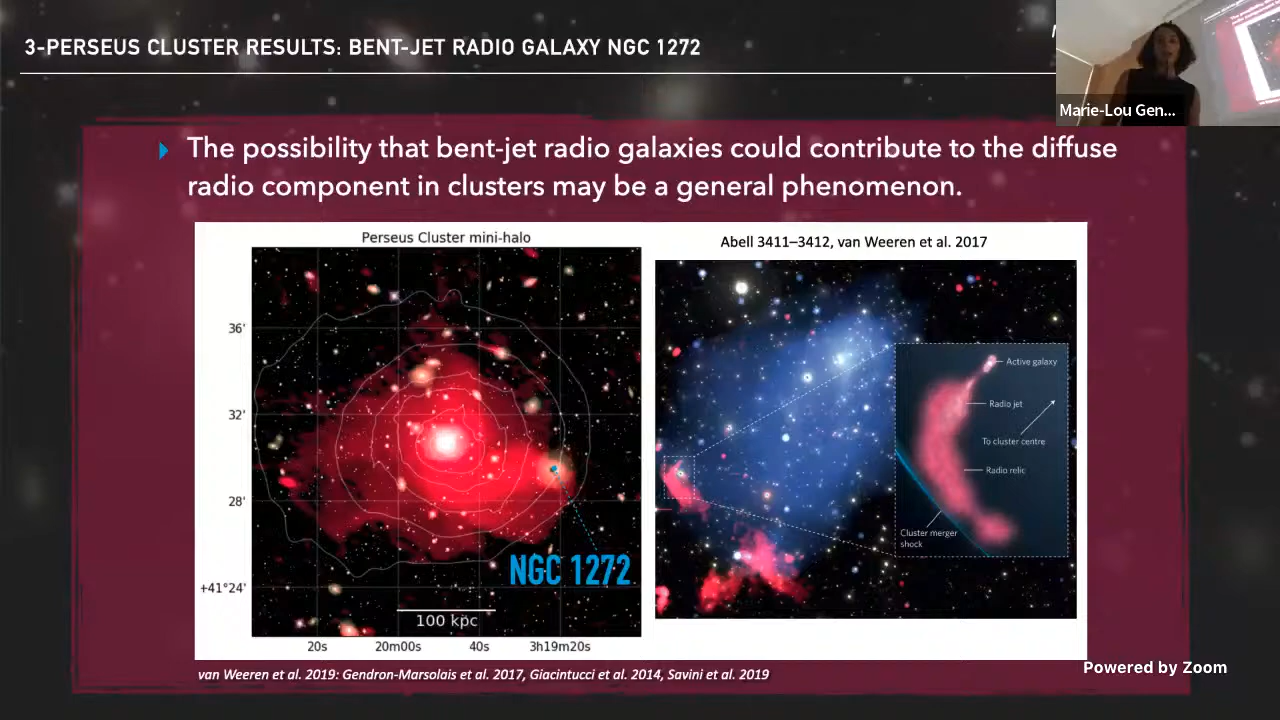 3-PERSEUS CLUSTER RESULTS: BENT-JET RADIO GALAXY NGC 1272
Marie-Lou Gen...
The possibility that bent-jet radio galaxies could contribute to the diffuse
radio component in clusters may be a general phenomenon.
Perseus Cluster mini-halo
36'
32'
28'
+41°24'
NGC 1272
100 kpc
20s 20m00s 40s 3h19m20s
Abell 3411–3412, van Weeren et al. 2017
Active galaxy
Radio jet
To cluster centre
Radio relic
Cluster merger
shock
van Weeren et al. 2019: Gendron-Marsolais et al. 2017, Giacintucci et al. 2014, Savini et al. 2019
Powered by Zoom